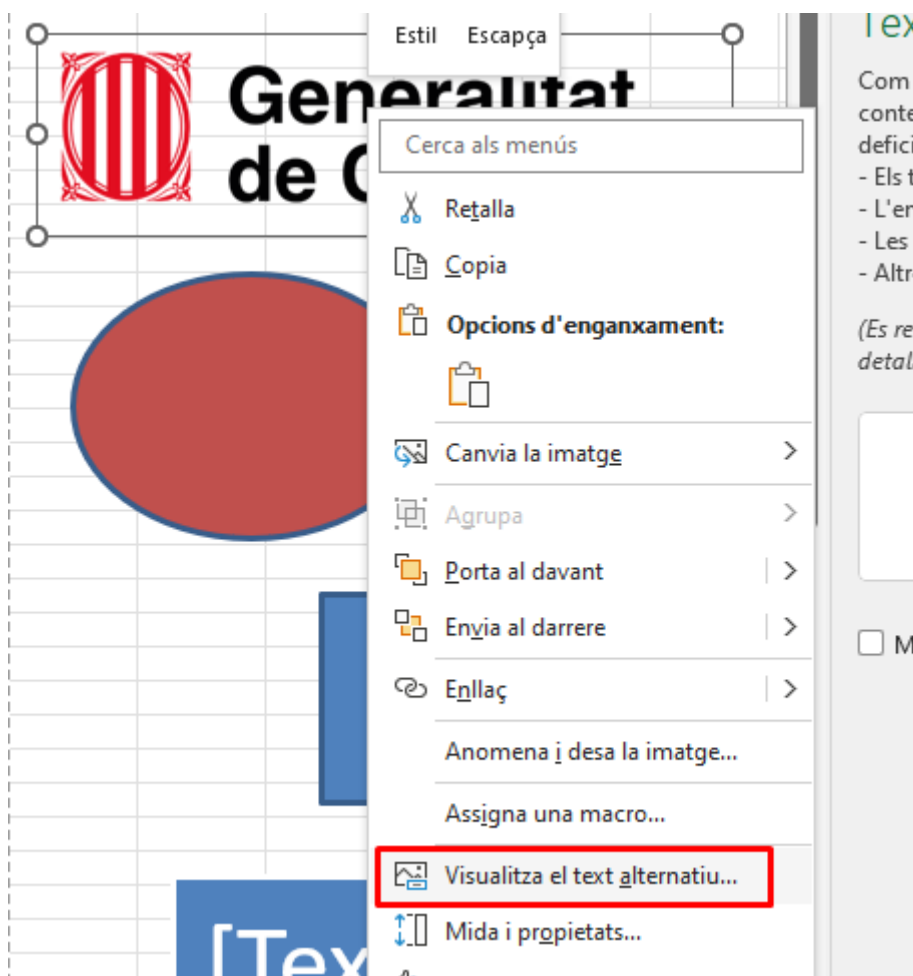 Estil Escapça
Generalitat
de C
Cerca als menús
Retalla
Copia
Opcions d'enganxament:
Canvia la imatge
Agrupa
Porta al davant
Envia al darrere
Enllaç
Anomena i desa la imatge...
Assigna una macro...
Visualitza el text alternatiu...
Mida i propietats...
[Tex
Tex
Com
conte
defici
- Els t
- L'en
- Les
- Altr
(Es re
detal
M